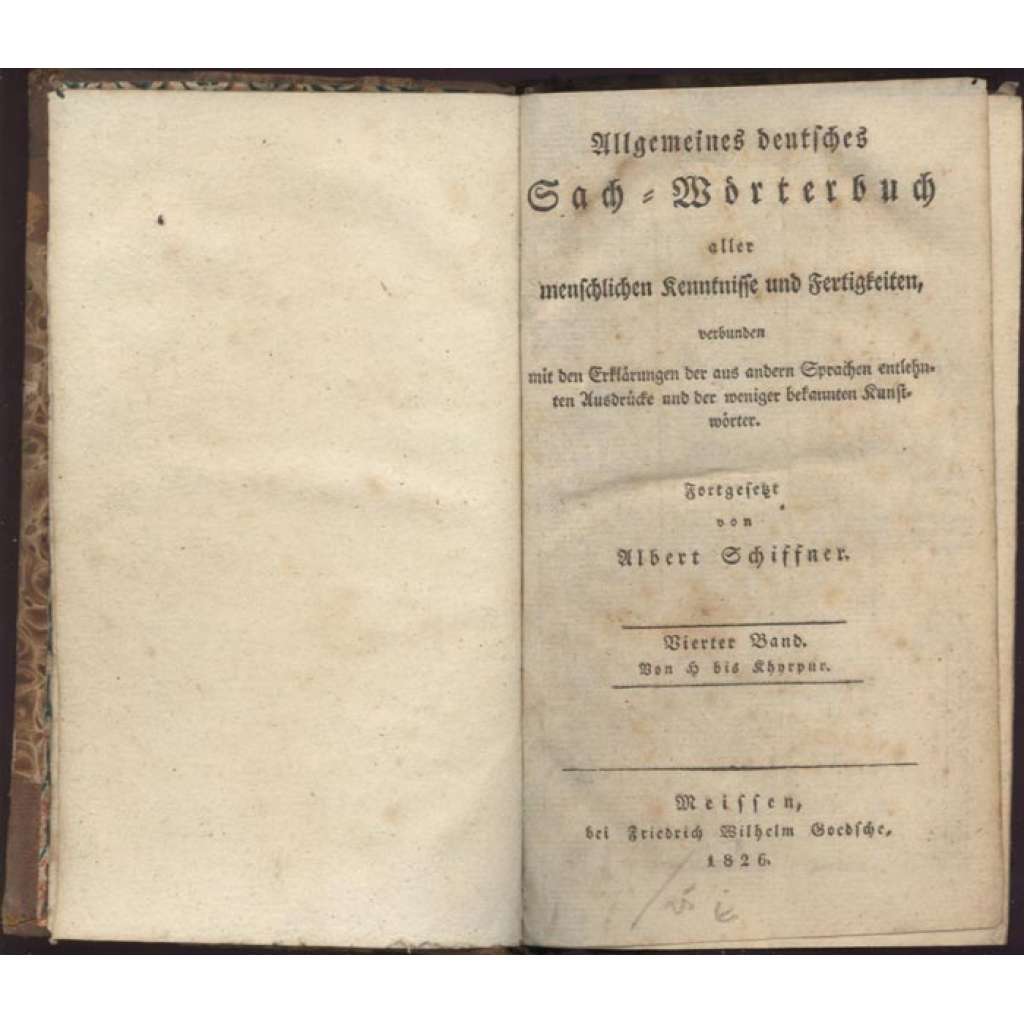 Allgemeines deutsches
Sach-Wörterbuch
aller
menschlichen Kenntnisse und Fertigkeiten,
verbunden
mit den Erklärungen der aus andern Sprachen entlehn-
ten Ausdrücke und der weniger bekannten Kunst-
wörter.
Fortgesetzt
von
Albert Schiffner.
Vierter Band.
Von H bis Khyrpur.
Meissen,
bei Friedrich Wilhelm Goedsche,
1826.